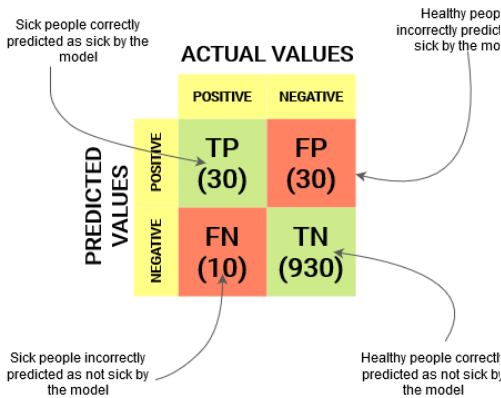 Sick people correctly
predicted as sick by the
model
Healthy
incorrectly
sick by the
ACTUAL VALUES
POSITIVE NEGATIVE
PREDICTED
VALUES
POSITIVE
NEGATIVE
TP
(30)
FP
(30)
FN
(10)
TN
(930)
Sick people incorrectly
predicted as not sick by
the model
Healthy people
predicted as not sick by
the model